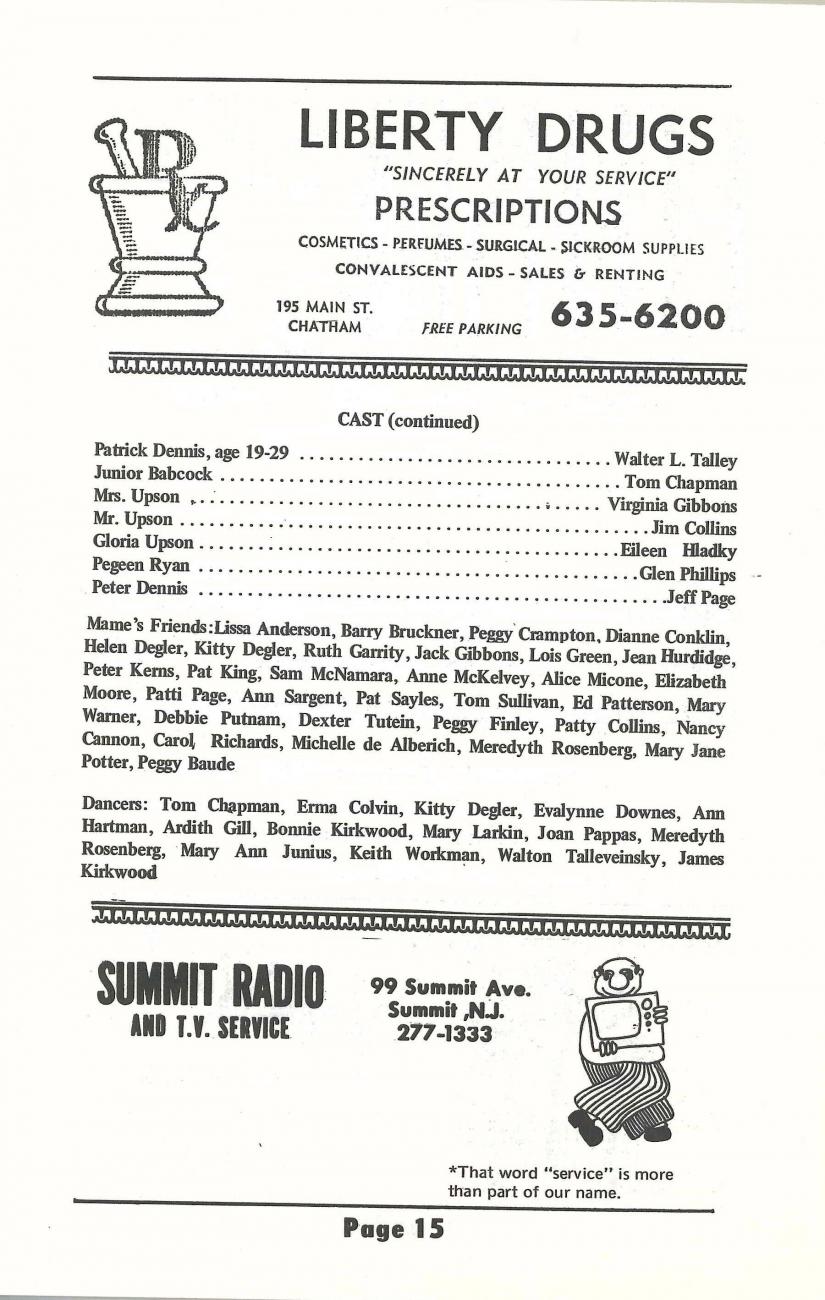 LIBERTY DRUGS
"SINCERELY AT YOUR SERVICE"
PRESCRIPTIONS
COSMETICS - PERFUMES - SURGICAL - SICKROOM SUPPLIES
CONVALESCENT AIDS - SALES & RENTING
195 MAIN ST.
CHATHAM
FREE PARKING
635-6200
CAST (continued)
Patrick Dennis, age 19-29 ................................Walter L. Talley
Junior Babcock .........................................Tom Chapman
Mrs. Upson .......................................... Virginia Gibbons
Mr. Upson ...............................................Jim Collins
Gloria Upson ...........................................Eileen Hladky
Pegeen Ryan ............................................Glen Phillips
Peter Dennis ..............................................Jeff Page
Mame's Friends:Lissa Anderson, Barry Bruckner, Peggy Crampton, Dianne Conklin,
Helen Degler, Kitty Degler, Ruth Garrity, Jack Gibbons, Lois Green, Jean Hurdidge,
Peter Kerns, Pat King, Sam McNamara, Anne McKelvey, Alice Micone, Elizabeth
Moore, Patti Page, Ann Sargent, Pat Sayles, Tom Sullivan, Ed Patterson, Mary
Warner, Debbie Putnam, Dexter Tutein, Peggy Finley, Patty Collins, Nancy
Cannon, Carol Richards, Michelle de Alberich, Meredyth Rosenberg, Mary Jane
Potter, Peggy Baude
Dancers: Tom Chapman, Erma Colvin, Kitty Degler, Evalynne Downes, Ann
Hartman, Ardith Gill, Bonnie Kirkwood, Mary Larkin, Joan Pappas, Meredyth
Rosenberg, Mary Ann Junius, Keith Workman, Walton Talleveinsky, James
Kirkwood
SUMMIT RADIO
AND T.V. SERVICE
99 Summit Ave.
Summit ,N.J.
277-1333
*That word "service" is more
than part of our name.
Page 15